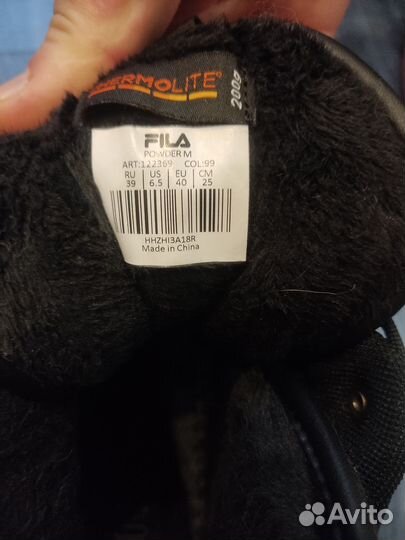 THERMOLITE®
200g
FILA
POWDER M
ART:122369 COL:99
RU US EU CM
39 6.5 40 25
HHZHI3A18R
Made in China
Avito